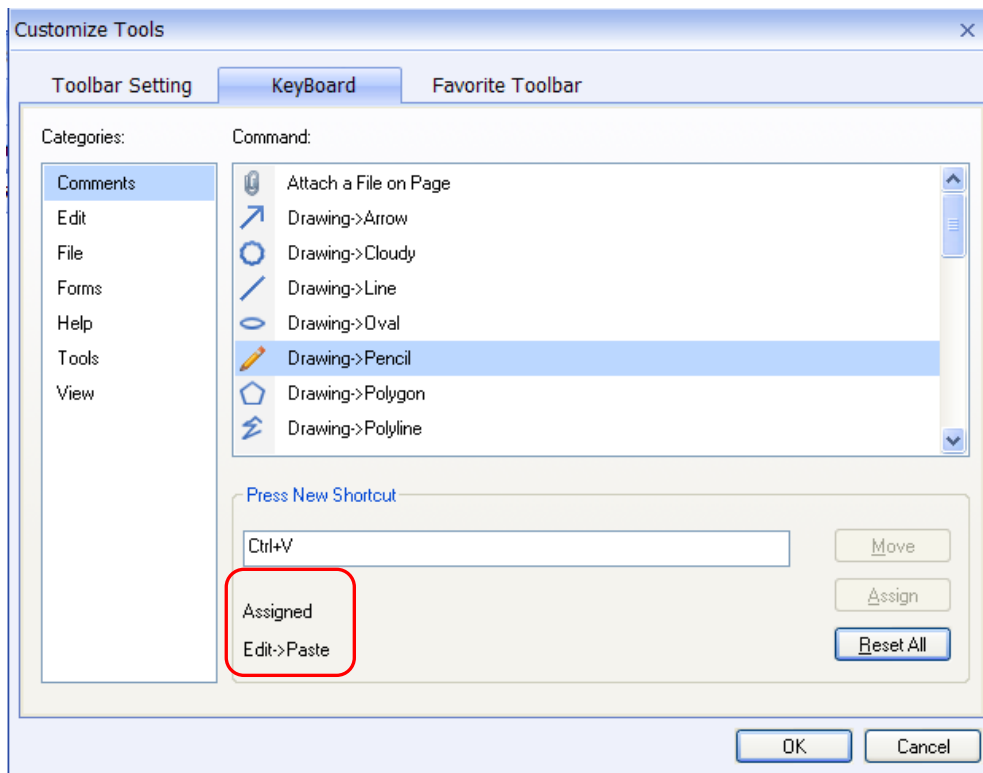 Customize Tools
Toolbar Setting
KeyBoard
Favorite Toolbar
Categories:
Comments
Edit
File
Forms
Help
Tools
View
Command:
Attach a File on Page
Drawing->Arrow
Drawing->Cloudy
Drawing->Line
Drawing->Oval
Drawing->Pencil
Drawing->Polygon
Drawing->Polyline
Press New Shortcut
Ctrl+V
Assigned
Edit->Paste
Move
Assign
Reset All
OK
Cancel